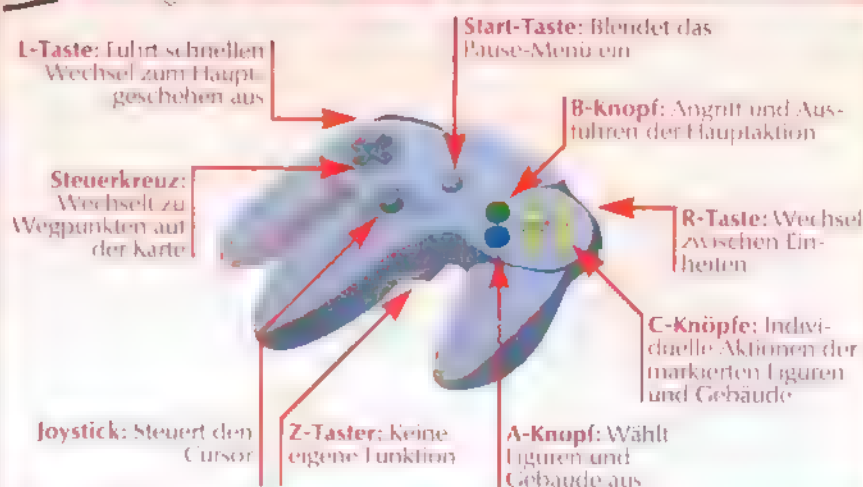 L-Taste: Führt schnellen
Wechsel zum Haupt-
geschehen aus
Start-Taste: Blendet das
Pause-Menü ein
B-Knopf: Angriff und Aus-
führen der Hauptaktion
Steuerkreuz:
Wechselt zu
Wegpunkten auf
der Karte
R-Taste: Wechsel
zwischen Ein-
heiten
C-Knöpfe: Indivi-
duelle Aktionen der
markierten Figuren
und Gebäude
Joystick: Steuert den
Cursor
Z-Taster: Keine
eigene Funktion
A-Knopf: Wählt
Figuren und
Gebäude aus